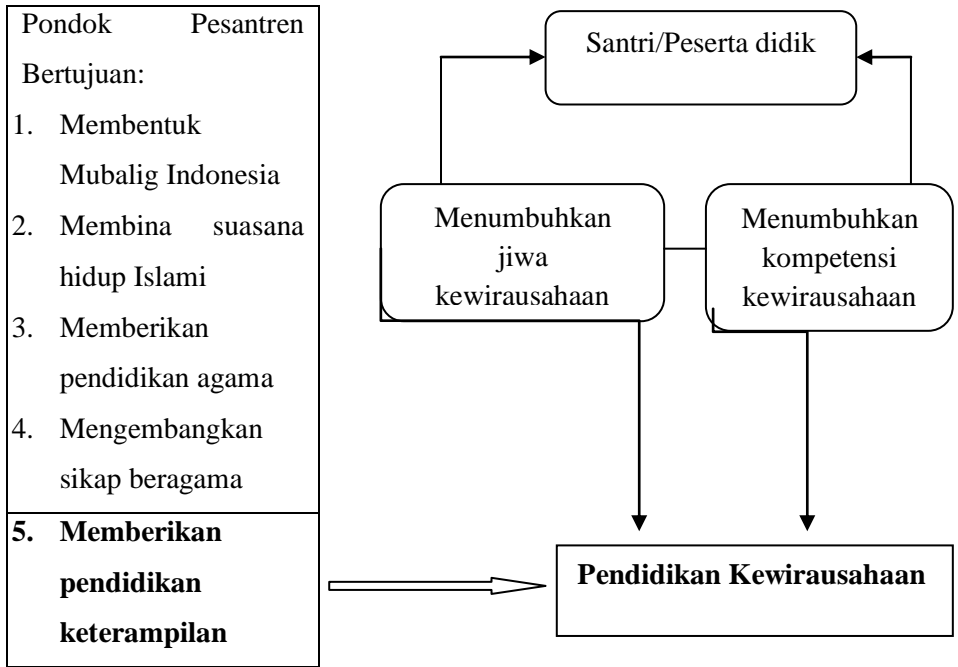 Pondok Pesantren
Bertujuan:
1. Membentuk
Mubalig Indonesia
2. Membina suasana
hidup Islami
3. Memberikan
pendidikan agama
4. Mengembangkan
sikap beragama
5. Memberikan
pendidikan
keterampilan
Santri/Peserta didik
Menumbuhkan
jiwa
kewirausahaan
Menumbuhkan
kompetensi
kewirausahaan
Pendidikan Kewirausahaan